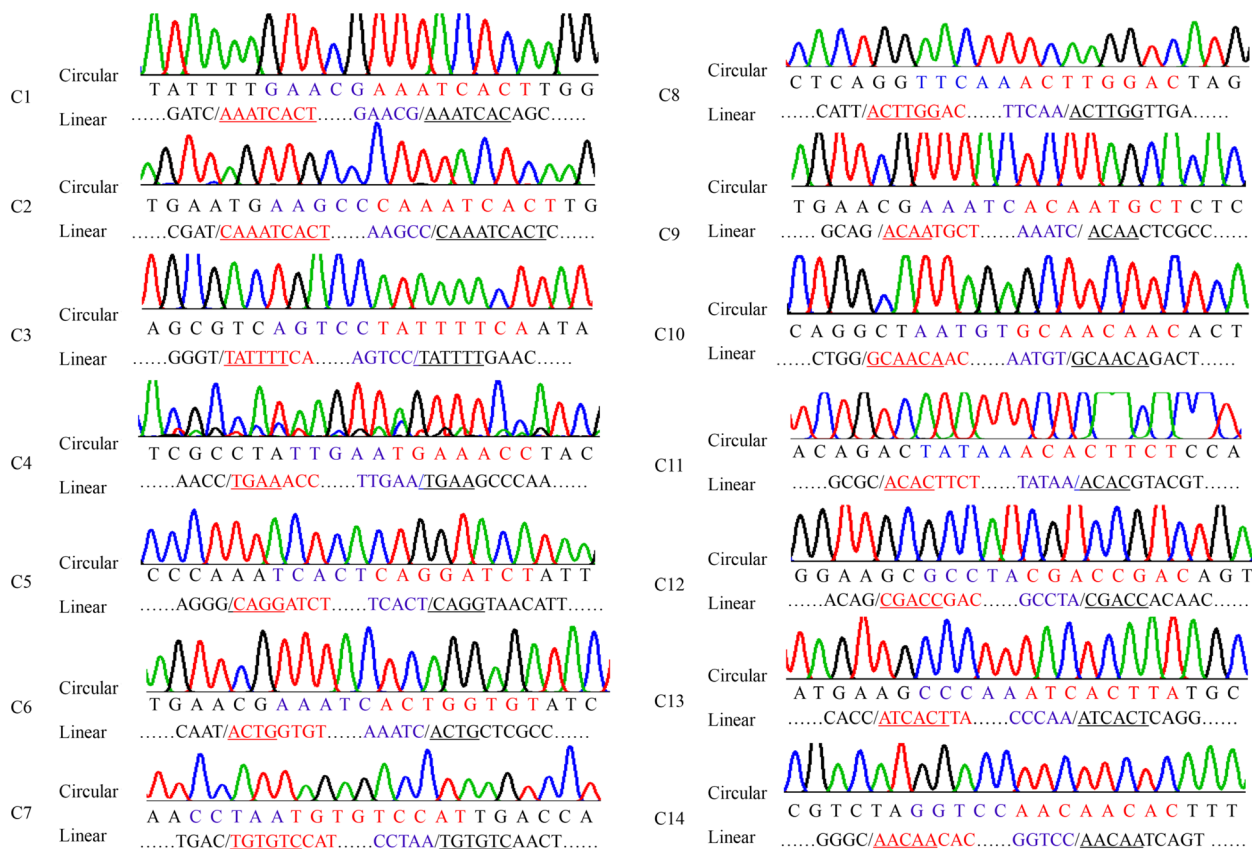 Circular
TATTTTGAACGAAATCACTTGG
C1
Linear
……GATC/AAATCACT……GAACG/AAATCACAGC……
Circular
TGAATGAAGCCCAAATCACTTG
C2
Linear
……CGAT/CAAATCACT……AAGCC/CAAATCACTC……
Circular
AGCGTCAGTCCTATTTTCAATA
C3
Linear
……GGGT/TATTTTCA……AGTCC/TATTTTGAAC……
Circular
TCGCCTATTGAATGAAACCTAC
C4
Linear
……AACC/TGAAACC……TTGAA/TGAAGCCCAA……
Circular
CCCAAATCACTCAGGATCTATT
C5
Linear
……AGGG/CAGGATCT……TCACT/CAGGTAACATT……
Circular
TGAACGAAATCACTGGTGTATC
C6
Linear
……CAAT/ACTGGTGT……AAATC/ACTGCTCGCC……
Circular
AACCTAATGTGTCCATTGACCA
C7
Linear
……TGAC/TGTGTCCAT……CCTAA/TGTGTCAACT……
Circular
CTCAGGTTCAAACTTGGACTAG
C8
Linear
……CATT/ACTTGGAC……TTCAA/ACTTGGTTGA……
Circular
TGAACGAAATCACAATGCTCTC
C9
Linear
……GCAG /ACAATGCT……AAATC/ ACAACTCGCC……
Circular
CAGGCTAATGTGCAACAACACT
C10
Linear
……CTGG/GCAACAAC……AATGT/GCAACAGACT……
Circular
ACAGACTATAAACACTTCTCCA
C11
Linear
……GCGC/ACACTTCT……TATAA/ACACGTACGT……
Circular
GGAAGCGCCTACGACCGACAGT
C12
Linear
……ACAG/CGACCGAC……GCCTA/CGACCACAAC……
Circular
ATGAAGCCCAAATCACTTATGC
C13
Linear
……CACC/ATCACTTA……CCCAA/ATCACTCAGG……
Circular
CGTCTAGGTCCAACAACACTTT
C14
Linear
……GGGC/AACAACAC……GGTCC/AACAATCAGT……